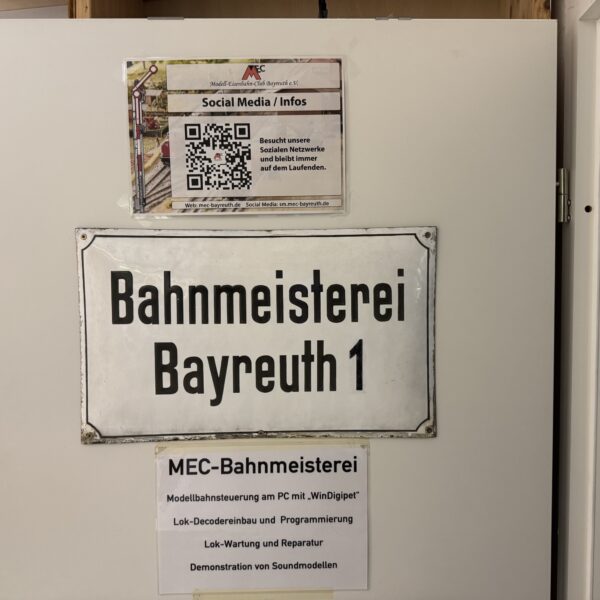 MEC
Modell-Eisenbahn-Club Bayreuth e.V.
Social Media / Infos
Besucht unsere
Sozialen Netzwerke
und bleibt immer
auf dem Laufenden.
Web: mec-bayreuth.de Social Media: sm.mec-bayreuth.de
Bahnmeisterei
Bayreuth 1
MEC-Bahnmeisterei
Modellbahnsteuerung am PC mit „WinDigipet"
Lok-Decodereinbau und Programmierung
Lok-Wartung und Reparatur
Demonstration von Soundmodellen